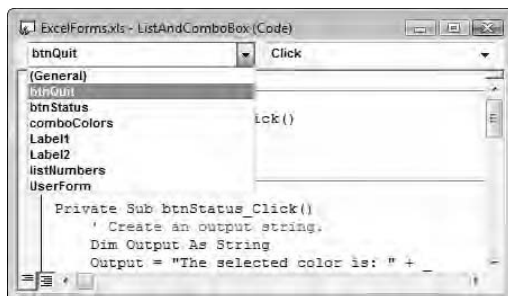 ExcelForms.xls - ListAndComboBox (Code)
btnQuit Click
(General)
btnQuit
btnStatus
comboColors
Label1
Label2
listNumbers
UserForm
ick()
Private Sub btnStatus_Click()
' Create an output string.
Dim Output As String
Output = "The selected color is: " + _